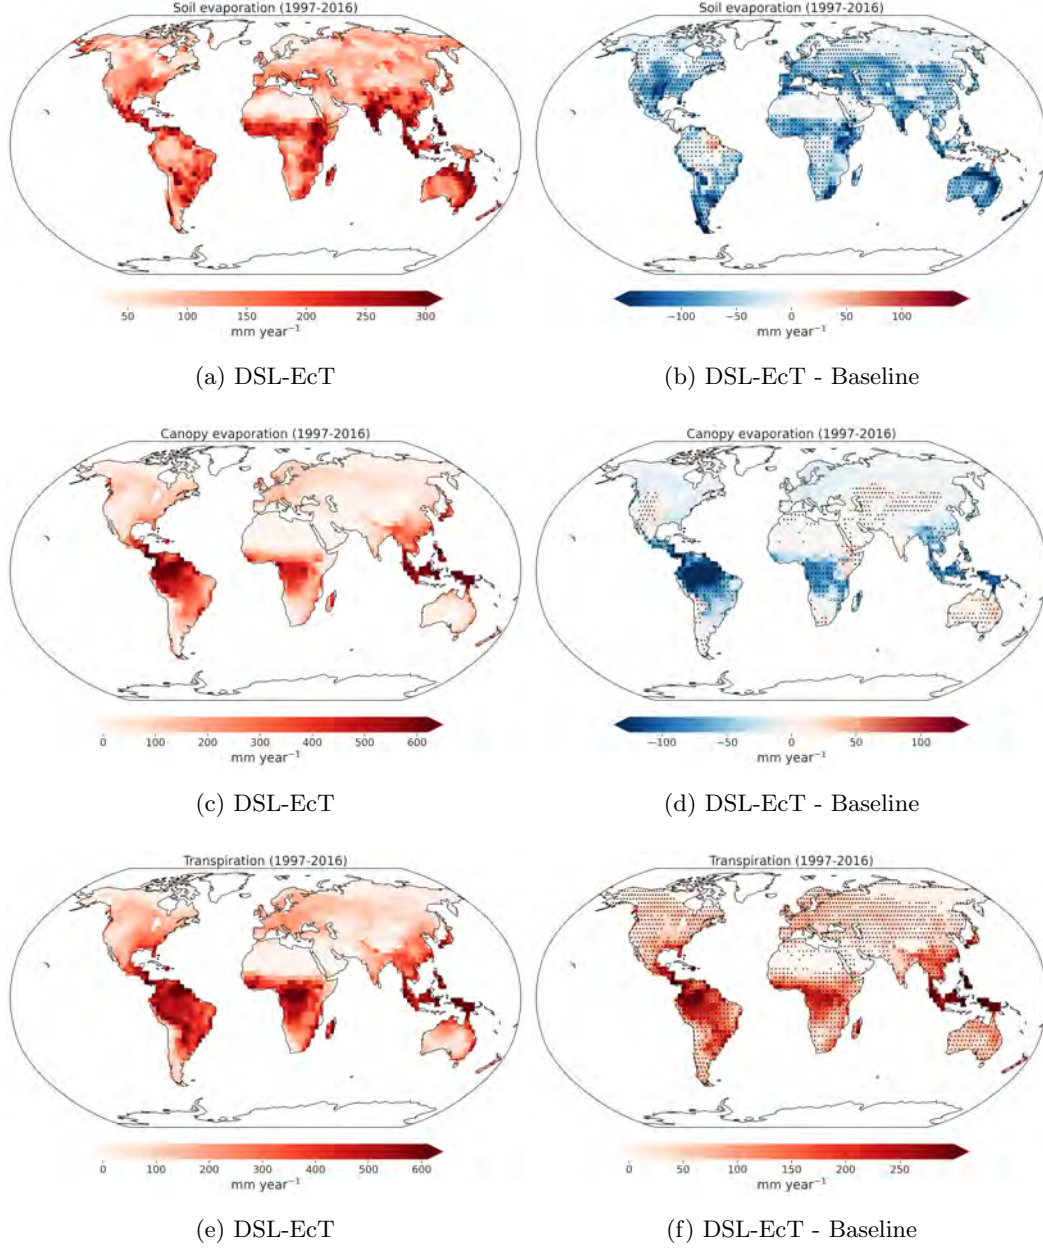 Soil evaporation (1997-2016)
Soil evaporation (1997-2016)
50 100 150 200 250 300
mm year⁻¹
−100 −50 0 50 100
mm year⁻¹
(a) DSL-EcT
(b) DSL-EcT - Baseline
Canopy evaporation (1997-2016)
Canopy evaporation (1997-2016)
0 100 200 300 400 500 600
mm year⁻¹
−100 −50 0 50 100
mm year⁻¹
(c) DSL-EcT
(d) DSL-EcT - Baseline
Transpiration (1997-2016)
Transpiration (1997-2016)
0 100 200 300 400 500 600
mm year⁻¹
0 50 100 150 200 250
mm year⁻¹
(e) DSL-EcT
(f) DSL-EcT - Baseline